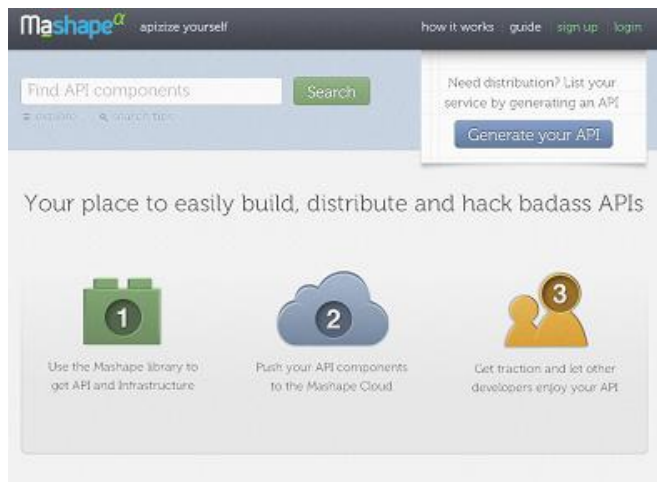 Mashape α apizize yourself how it works guide sign up login
Find API components Search
explore search tips
Need distribution? List your
service by generating an API
Generate your API
Your place to easily build, distribute and hack badass APIs
1
Use the Mashape library to
get API and Infrastructure
2
Push your API components
to the Mashape Cloud
3
Get traction and let other
developers enjoy your API